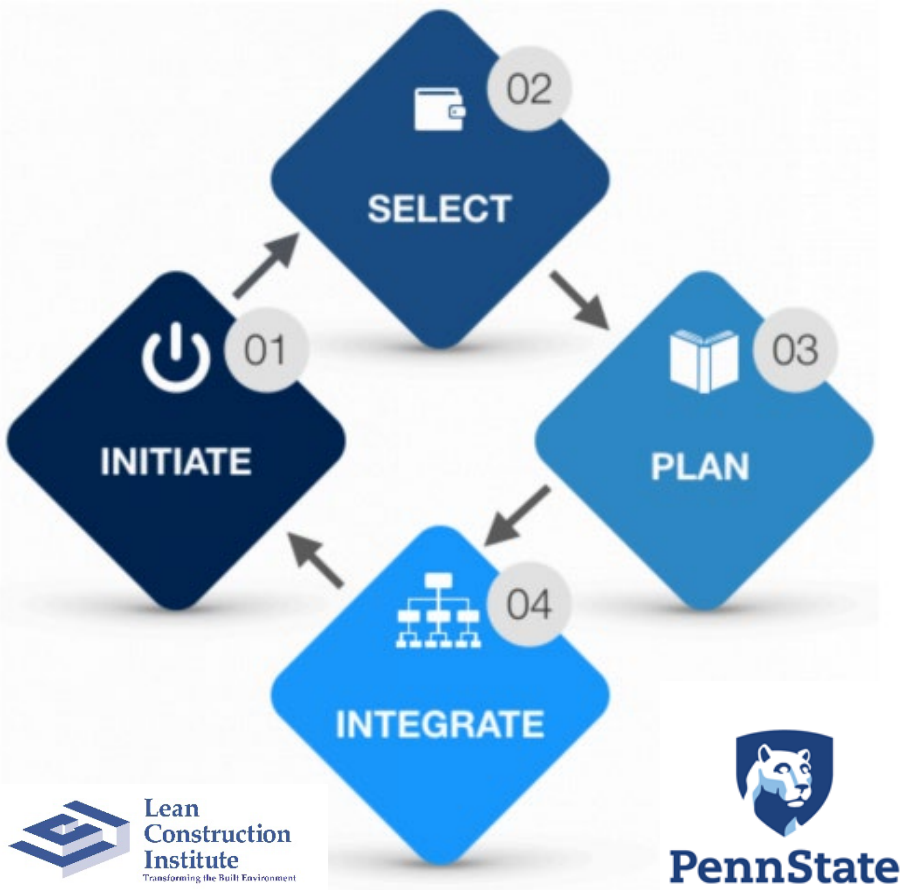 02
SELECT
01
INITIATE
03
PLAN
04
INTEGRATE
Lean
Construction
Institute
Transforming the Built Environment
PennState